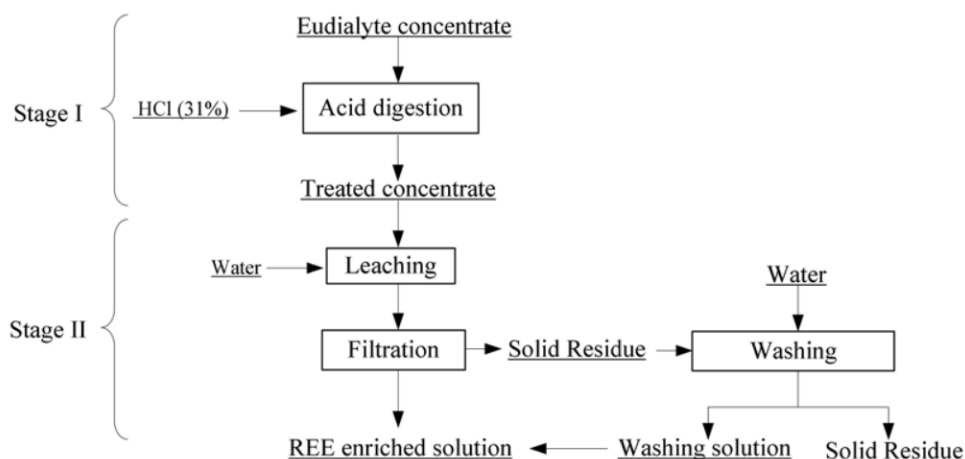 Eudialyte concentrate
Stage I
HCl (31%)
Acid digestion
Treated concentrate
Water
Leaching
Water
Stage II
Filtration
Solid Residue
Washing
REE enriched solution
Washing solution
Solid Residue